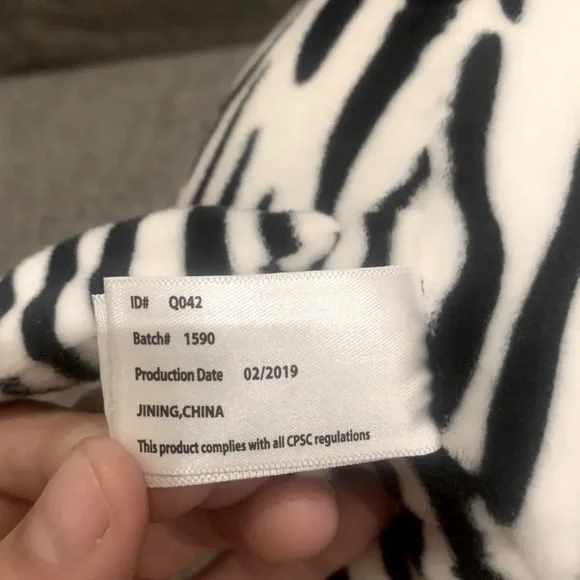 ID# Q042
Batch# 1590
Production Date 02/2019
JINING,CHINA
This product complies with all CPSC regulations